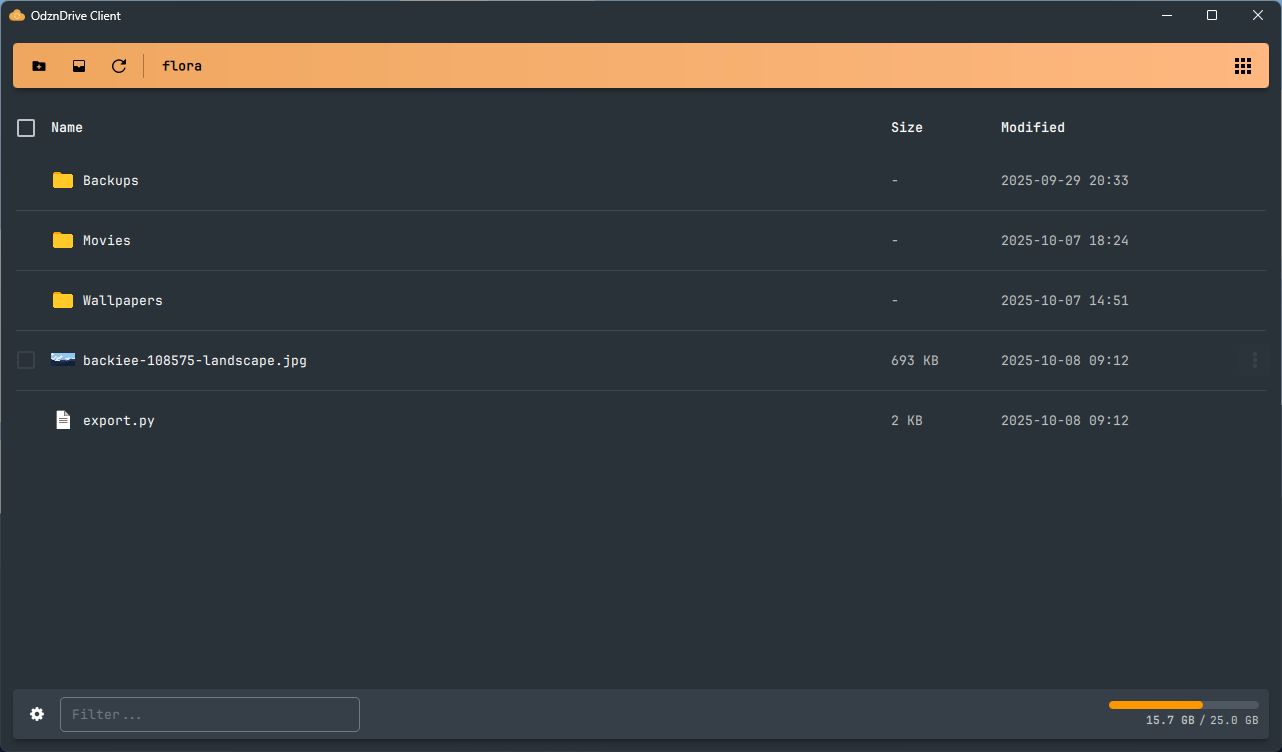 OdznDrive Client
flora
Name Size Modified
Backups - 2025-09-29 20:33
Movies - 2025-10-07 18:24
Wallpapers - 2025-10-07 14:51
backiee-108575-landscape.jpg 693 KB 2025-10-08 09:12
export.py 2 KB 2025-10-08 09:12
Filter...
15.7 GB / 25.0 GB